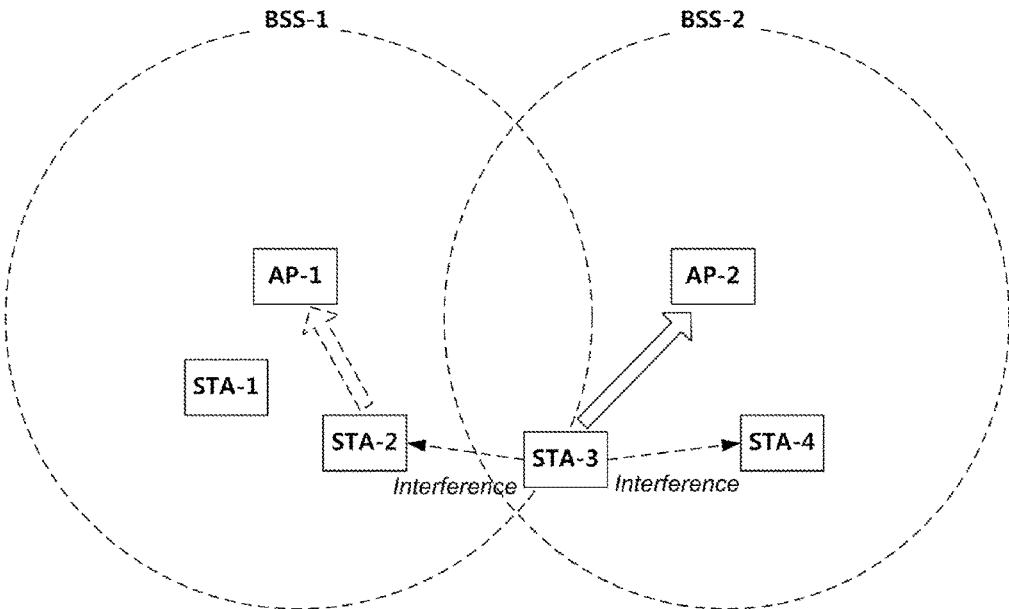 BSS-1
BSS-2
AP-1
AP-2
STA-1
STA-2
STA-3
STA-4
Interference
Interference